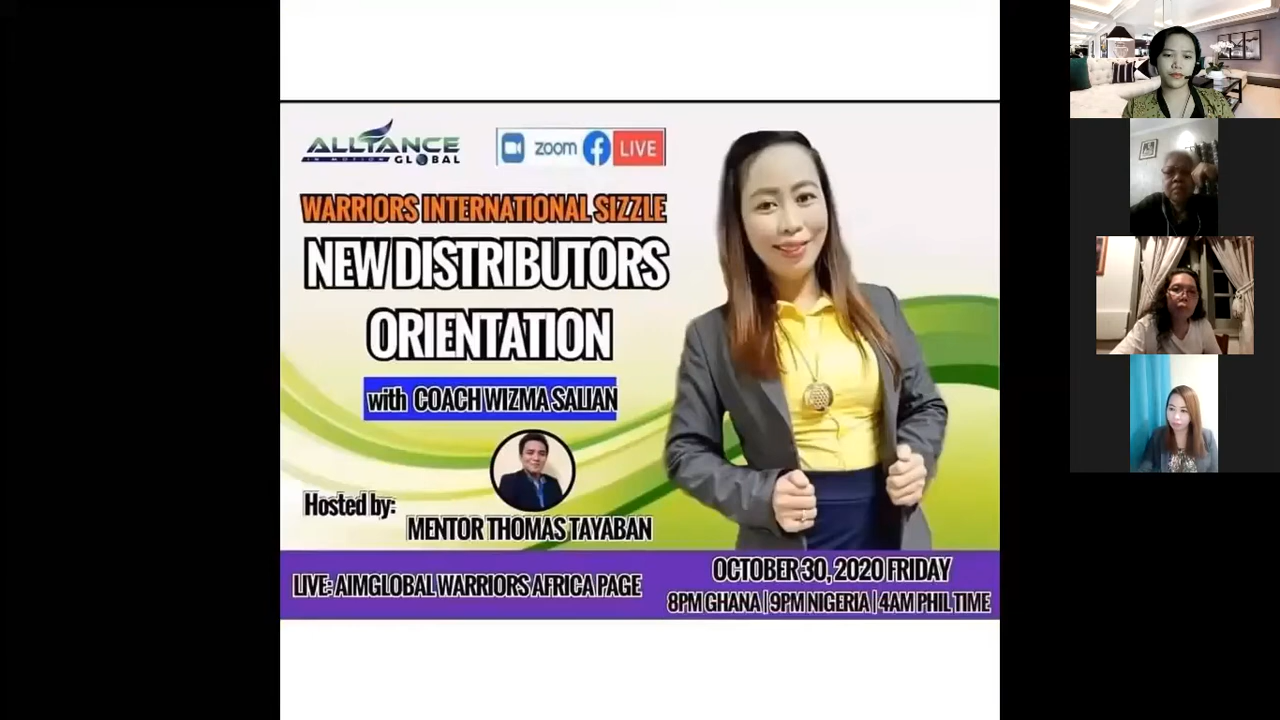 ALLIANCE
IN MOTION GLOBAL
zoom
LIVE
WARRIORS INTERNATIONAL SIZZLE
NEW DISTRIBUTORS
ORIENTATION
with COACH WIZMA SALIAN
Hosted by:
MENTOR THOMAS TAYABAN
LIVE: AIMGLOBAL WARRIORS AFRICA PAGE
OCTOBER 30, 2020 FRIDAY
8PM GHANA | 9PM NIGERIA | 4AM PHIL TIME